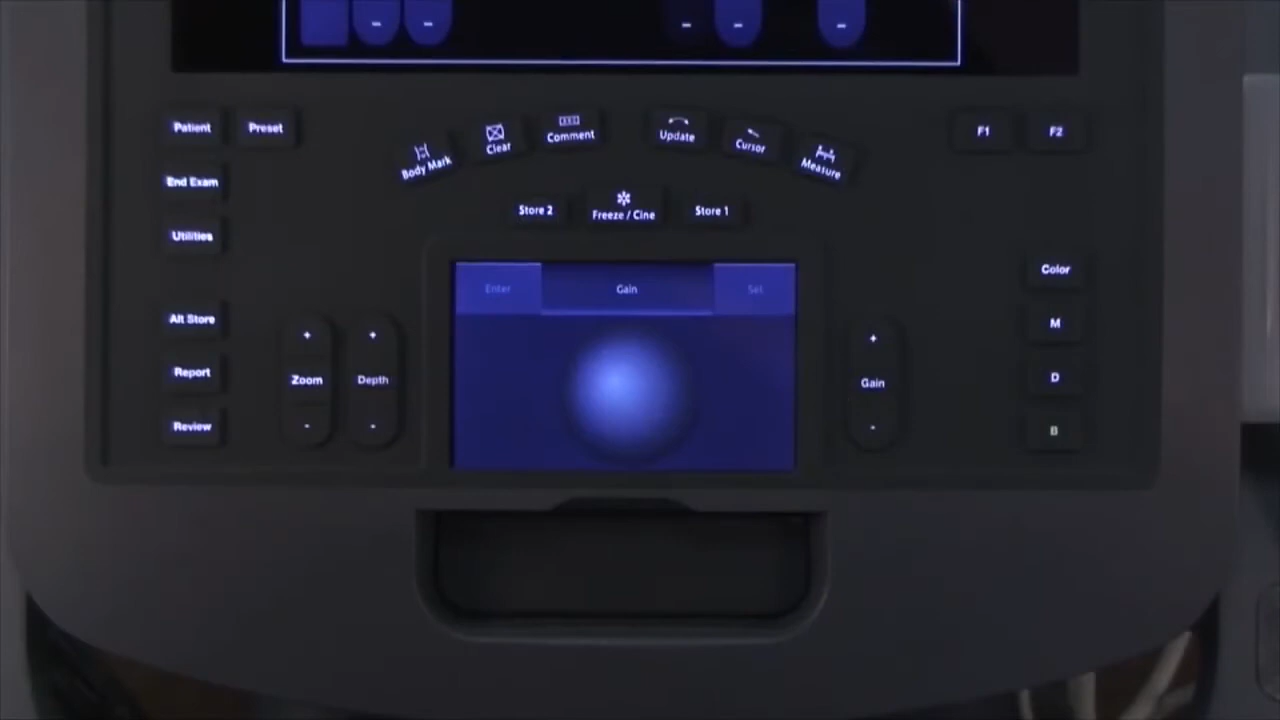 Patient
Preset
Body Mark
Clear
Comment
Update
Cursor
Measure
F1
F2
End Exam
Utilities
Store 2
Freeze / Cine
Store 1
Enter
Gain
Set
Color
Alt Store
M
+
+
+
Report
Zoom
Depth
Gain
D
Review
-
-
-
B